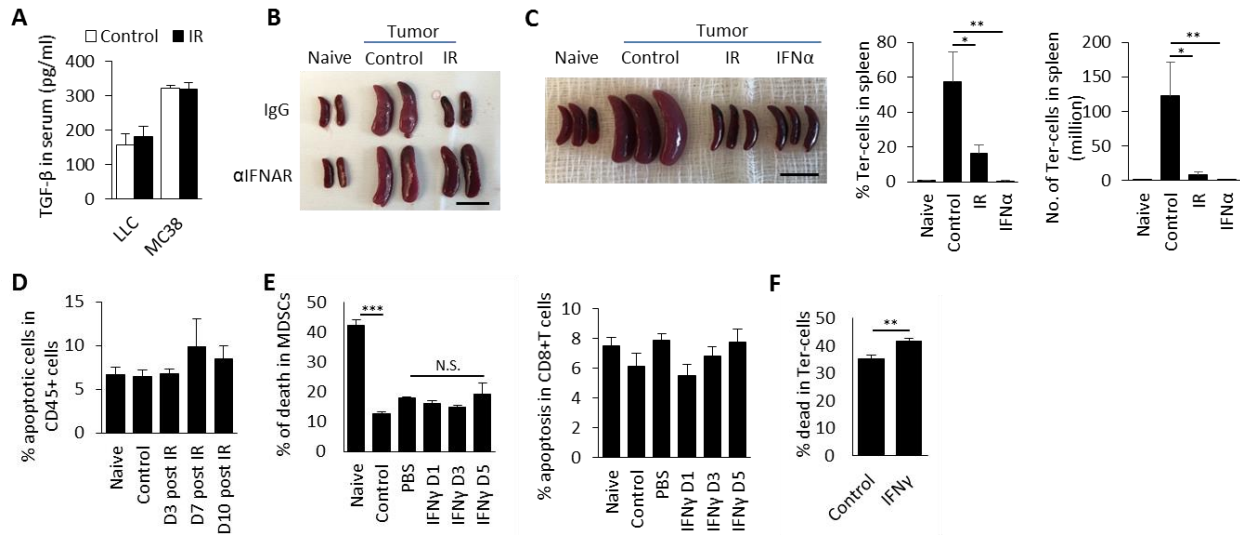 A
Control IR
TGF-β in serum (pg/ml)
400
300
200
100
0
LLC
MC38
B
Tumor
Naive Control IR
IgG
αIFNAR
C
Tumor
Naive Control IR IFNα
% Ter-cells in spleen
80
60
40
20
0
**
*
Naive
Control
IR
IFNα
No. of Ter-cells in spleen
(million)
200
150
100
50
0
**
*
Naive
Control
IR
IFNα
D
% apoptotic cells in
CD45+ cells
15
10
5
0
Naive
Control
D3 post IR
D7 post IR
D10 post IR
E
% of death in MDSCs
50
40
30
20
10
0
***
N.S.
Naive
Control
PBS
IFNγ D1
IFNγ D3
IFNγ D5
% apoptosis in CD8+T cells
10
8
6
4
2
0
Naive
Control
PBS
IFNγ D1
IFNγ D3
IFNγ D5
F
% dead in Ter-cells
50
40
30
20
10
0
**
Control
IFNγ